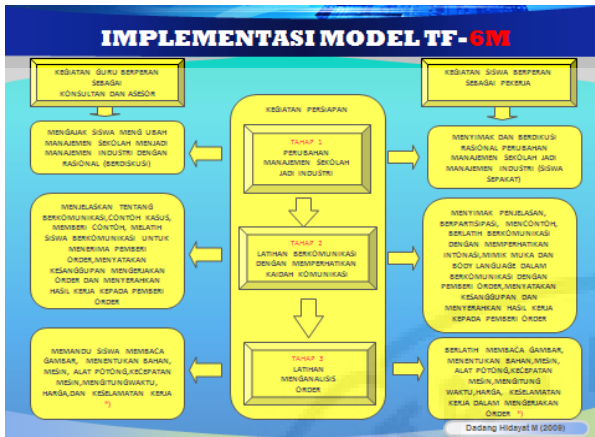 IMPLEMENTASI MODEL TF-6M
KEGIATAN GURU BERPERAN
SEBAGAI
KONSULTAN DAN ASESOR
KEGIATAN SISWA BERPERAN
SEBAGAI PEKERJA
KEGIATAN PERSIAPAN
MENGAJAK SISWA MENG UBAH
MANAJEMEN SEKOLAH MENJADI
MANAJEMEN INDUSTRI DENGAN
RASIONAL (BERDISKUSI)
TAHAP 1
PERUBAHAN
MANAJEMEN SEKOLAH
JADI INDUSTRI
MENYIMAK DAN BERDIKUSI
RASIONAL PERUBAHAN
MANAJEMEN SEKOLAH JADI
MANAJEMEN INDUSTRI (SISWA
SEPAKAT)
MENJELASKAN TENTANG
BERKOMUNIKASI,CONTOH KASUS,
MEMBERI CONTOH, MELATIH
SISWA BERKOMUNIKASI UNTUK
MENERIMA PEMBERI
ORDER,MENYATAKAN
KESANGGUPAN MENGERJAKAN
ORDER DAN MENYERAHKAN
HASIL KERJA KEPADA PEMBERI
ORDER
TAHAP 2
LATIHAN BERKOMUNIKASI
DENGAN MEMPERHATIKAN
KAIDAH KOMUNIKASI
MENYIMAK PENJELASAN,
BERPARTISIPASI, MENCONTOH,
BERLATIH BERKOMUNIKASI
DENGAN MEMPERHATIKAN
INTONASI,MIMIK MUKA DAN
BODY LANGUAGE DALAM
BERKOMUNIKASI DENGAN
PEMBERI ORDER,MENYATAKAN
KESANGGUPAN DAN
MENYERAHKAN HASIL KERJA
KEPADA PEMBERI ORDER
MEMANDU SISWA MEMBACA
GAMBAR, MENENTUKAN BAHAN,
MESIN, ALAT POTONG,KECEPATAN
MESIN,MENGITUNGWAKTU,
HARGA,DAN KESELAMATAN KERJA
*)
TAHAP 3
LATIHAN
MENGANALISIS
ORDER
BERLATIH MEMBACA GAMBAR,
MENENTUKAN BAHAN,MESIN,
ALAT POTONG,KECEPATAN
MESIN,MENGITUNG
WAKTU,HARGA, KESELAMATAN
KERJA DALAM MENGERJAKAN
ORDER *)
Dadang Hidayat M (2009)